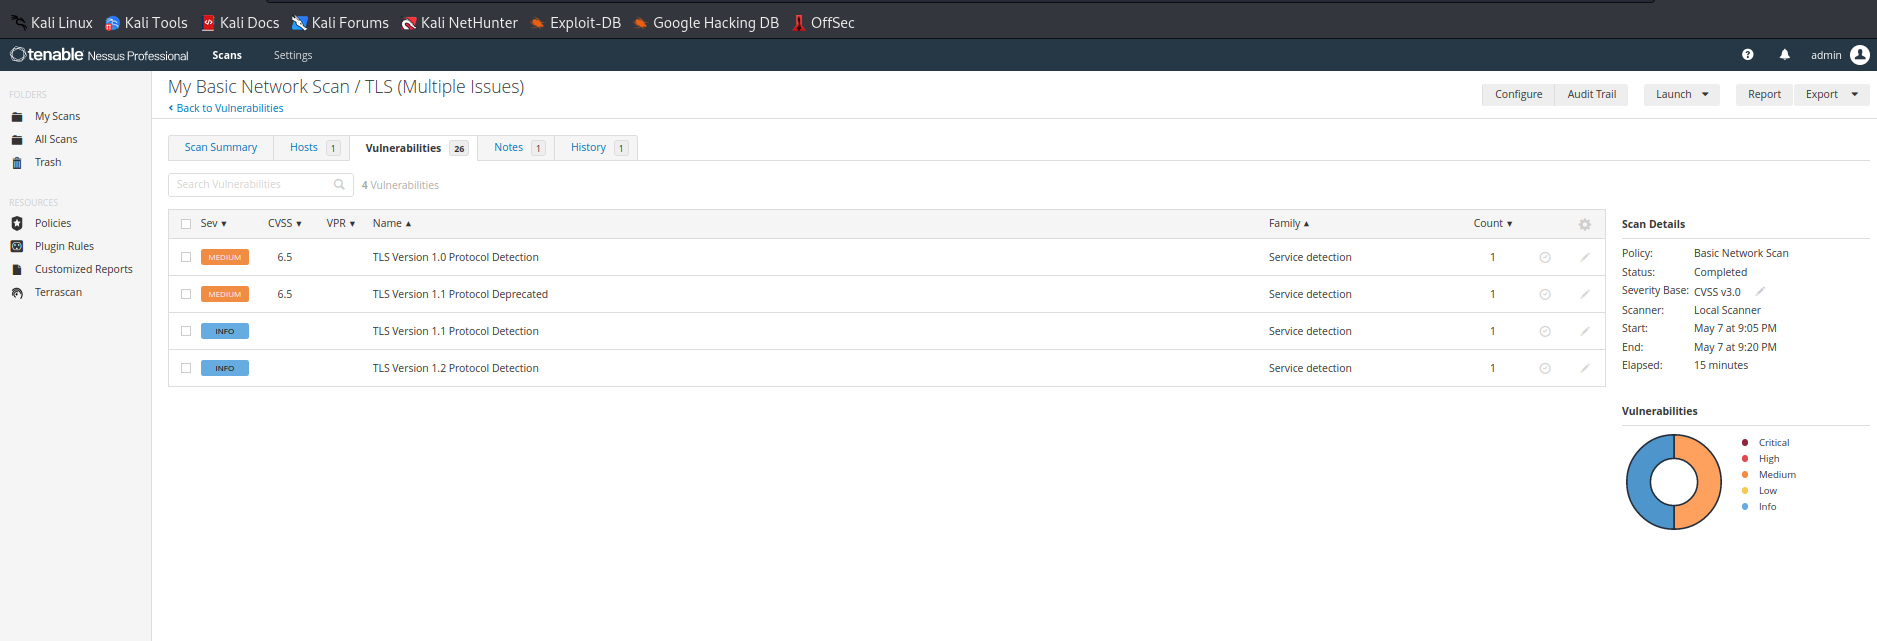 Kali Linux Kali Tools Kali Docs Kali Forums Kali NetHunter Exploit-DB Google Hacking DB OffSec
tenable Nessus Professional Scans Settings admin
FOLDERS
My Scans
All Scans
Trash
RESOURCES
Policies
Plugin Rules
Customized Reports
Terrascan
My Basic Network Scan / TLS (Multiple Issues)
Back to Vulnerabilities
Configure Audit Trail Launch Report Export
Scan Summary Hosts 1 Vulnerabilities 26 Notes 1 History 1
Search Vulnerabilities 4 Vulnerabilities
Sev CVSS VPR Name Family Count
MEDIUM 6.5 TLS Version 1.0 Protocol Detection Service detection 1
MEDIUM 6.5 TLS Version 1.1 Protocol Deprecated Service detection 1
INFO TLS Version 1.1 Protocol Detection Service detection 1
INFO TLS Version 1.2 Protocol Detection Service detection 1
Scan Details
Policy: Basic Network Scan
Status: Completed
Severity Base: CVSS v3.0
Scanner: Local Scanner
Start: May 7 at 9:05 PM
End: May 7 at 9:20 PM
Elapsed: 15 minutes
Vulnerabilities
Critical
High
Medium
Low
Info